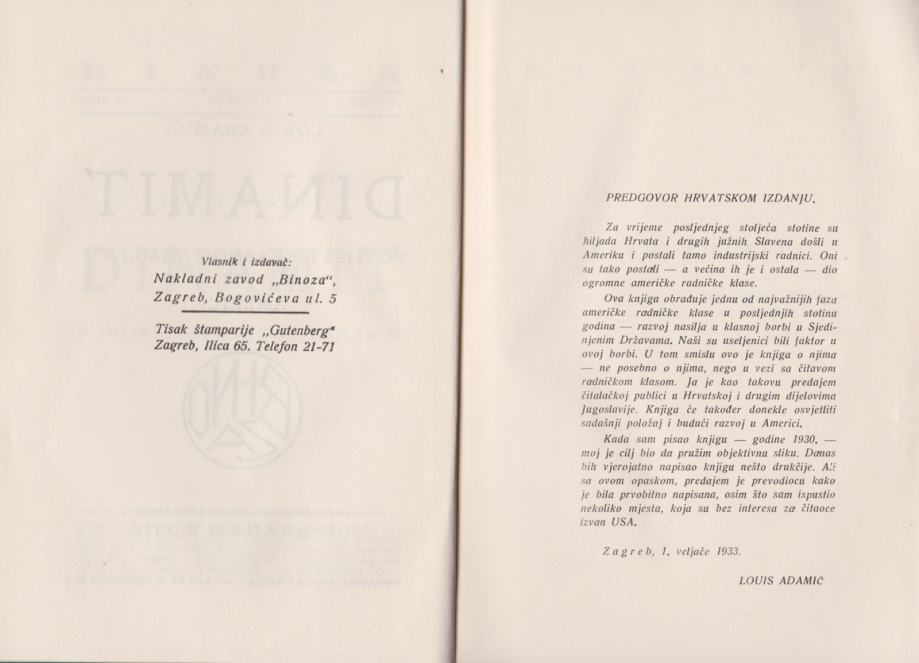 Vlasnik i izdavač:
Nakladni zavod „Binoza“,
Zagreb, Bogovićeva ul. 5
Tisak štamparije „Gutenberg“
Zagreb, Ilica 65. Telefon 21-71
PREDGOVOR HRVATSKOM IZDANJU.
Za vrijeme posljednjeg stoljeća stotine su
hiljada Hrvata i drugih južnih Slavena došli u
Ameriku i postali tamo industrijski radnici. Oni
su tako postali — a većina ih je i ostala — dio
ogromne američke radničke klase.
Ova knjiga obrađuje jednu od najvažnijih faza
američke radničke klase u posljednjih stotinu
godina — razvoj nasilja u klasnoj borbi u Sjedi-
njenim Državama. Naši su useljenici bili faktor u
ovoj borbi. U tom smislu ovo je knjiga o njima
— ne posebno o njima, nego u vezi sa čitavom
radničkom klasom. Ja je kao takovu predajem
čitalačkoj publici u Hrvatskoj i drugim dijelovima
Jugoslavije. Knjiga će također donekle osvjetliti
sadašnji položaj i budući razvoj u Americi.
Kada sam pisao knjigu — godine 1930. —
moj je cilj bio da pružim objektivnu sliku. Danas
bih vjerojatno napisao knjigu nešto drukčije. Ali
sa ovom opaskom, predajem je prevodiocu kako
je bila prvobitno napisana, osim što sam ispustio
nekoliko mjesta, koja su bez interesa za čitaoce
izvan USA.
Zagreb, 1. veljače 1933.
LOUIS ADAMIČ
BINOZA
LOUIS ADAMIČ:
DINAMIT